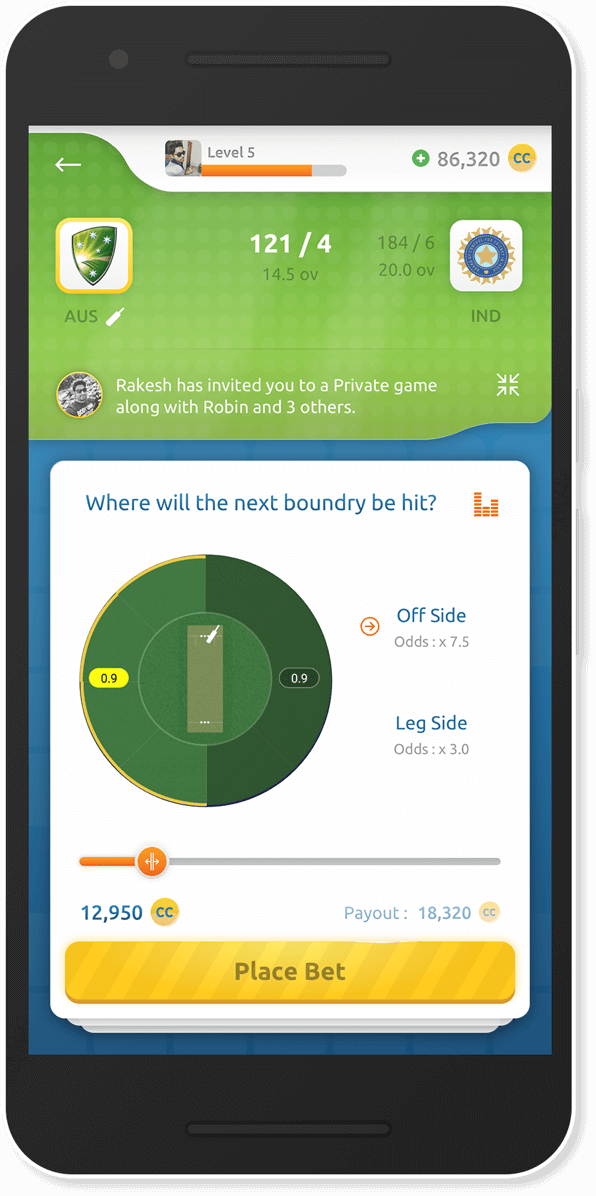 Level 5
86,320 CC
121 / 4
184 / 6
14.5 ov
20.0 ov
AUS
IND
Rakesh has invited you to a Private game
along with Robin and 3 others.
Where will the next boundry be hit?
Off Side
Odds : x 7.5
0.9
0.9
Leg Side
Odds : x 3.0
12,950 CC
Payout : 18,320 CC
Place Bet